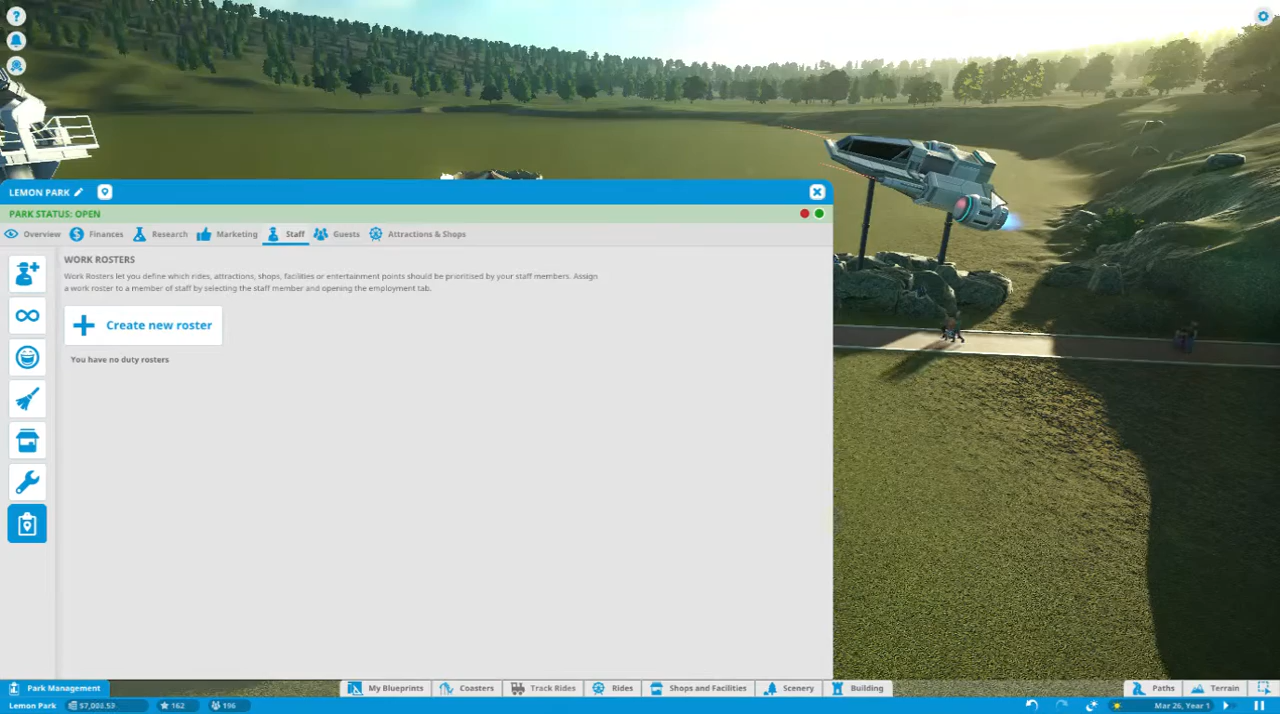 ?
LEMON PARK
PARK STATUS: OPEN
Overview Finances Research Marketing Staff Guests Attractions & Shops
WORK ROSTERS
Work Rosters let you define which rides, attractions, shops, facilities or entertainment points should be prioritised by your staff members. Assign
a work roster to a member of staff by selecting the staff member and opening the employment tab.
Create new roster
You have no duty rosters
Park Management My Blueprints Coasters Track Rides Rides Shops and Facilities Scenery Building Paths Terrain
Lemon Park 162 196 Mar 26, Year 1